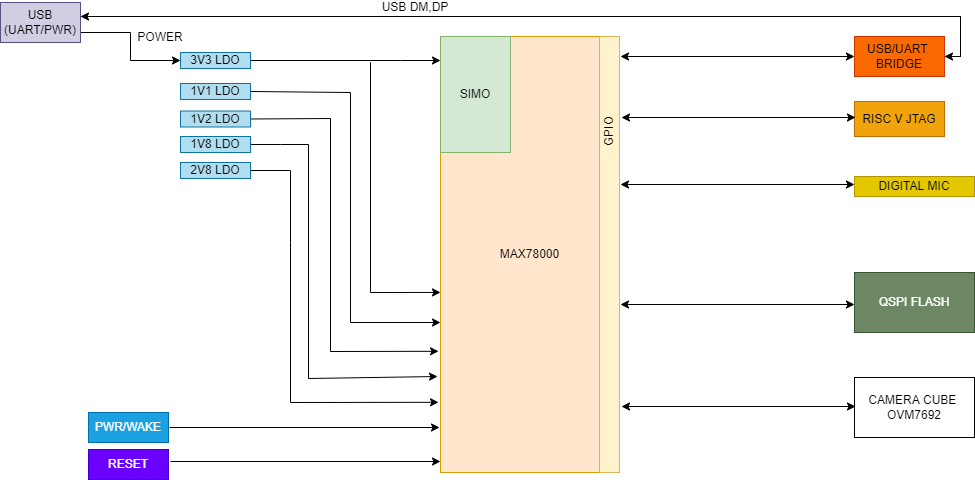 USB DM,DP
USB
(UART/PWR)
POWER
3V3 LDO
1V1 LDO
1V2 LDO
1V8 LDO
2V8 LDO
SIMO
GPIO
MAX78000
USB/UART
BRIDGE
RISC V JTAG
DIGITAL MIC
QSPI FLASH
CAMERA CUBE
OVM7692
PWR/WAKE
RESET